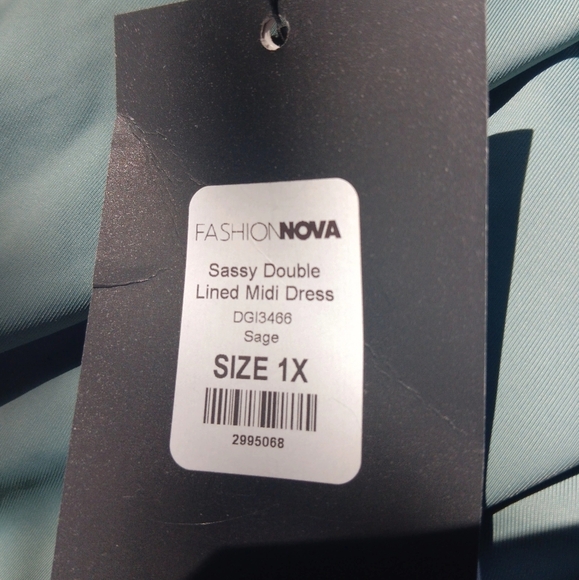 FASHIONNOVA
Sassy Double
Lined Midi Dress
DGI3466
Sage
SIZE 1X
2995068